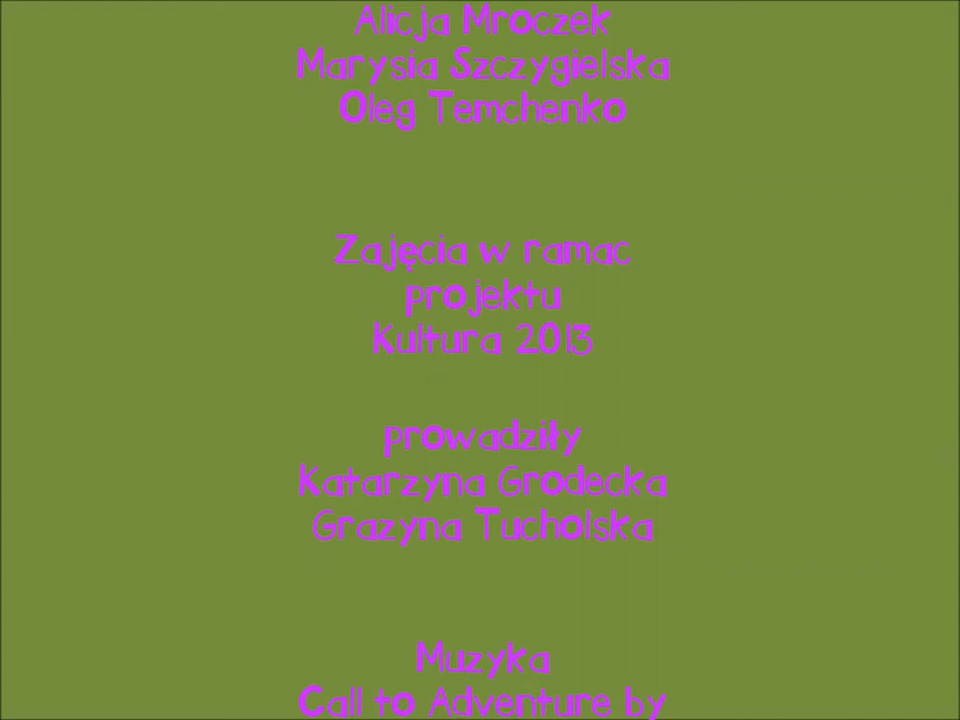 Alicja Mroczek
Marysia Szczygielska
Oleg Temchenko
Zajęcia w ramac
projektu
Kultura 2013
prowadziły
Katarzyna Grodecka
Grazyna Tucholska
Muzyka
Call to Adventure by